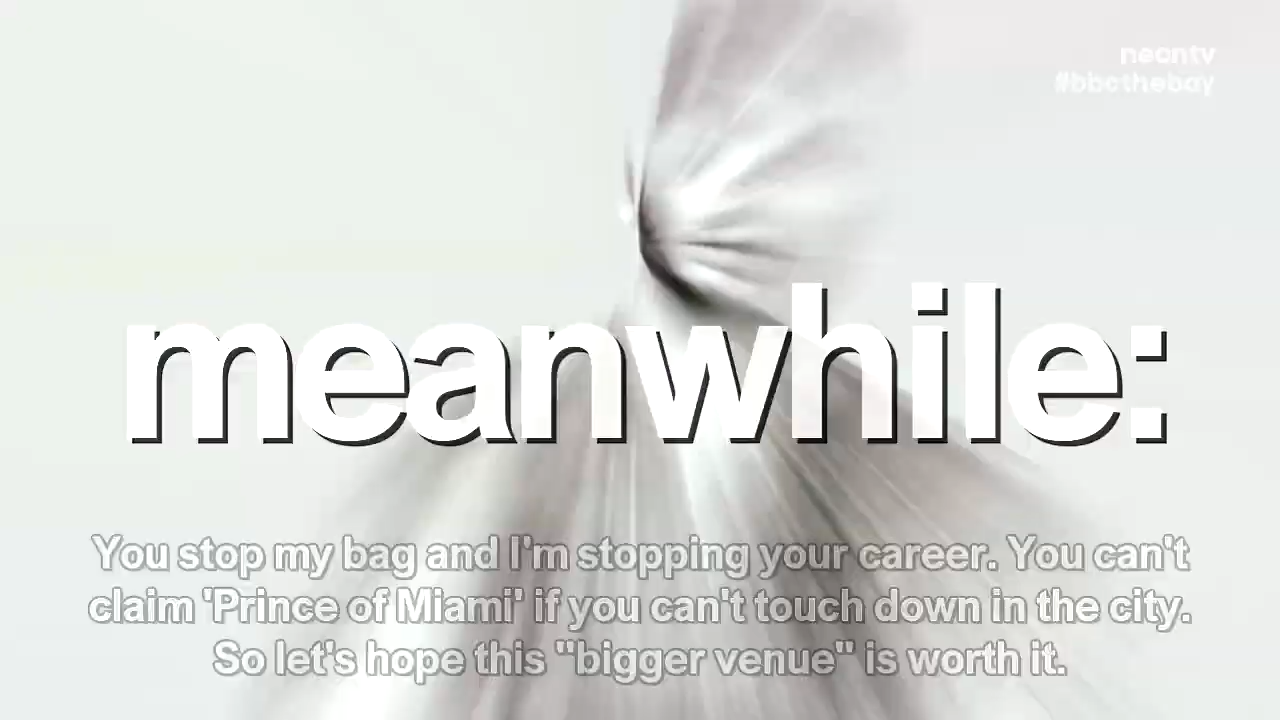 neontv
#bbcthebay
meanwhile:
You stop my bag and I'm stopping your career. You can't
claim 'Prince of Miami' if you can't touch down in the city.
So let's hope this "bigger venue" is worth it.